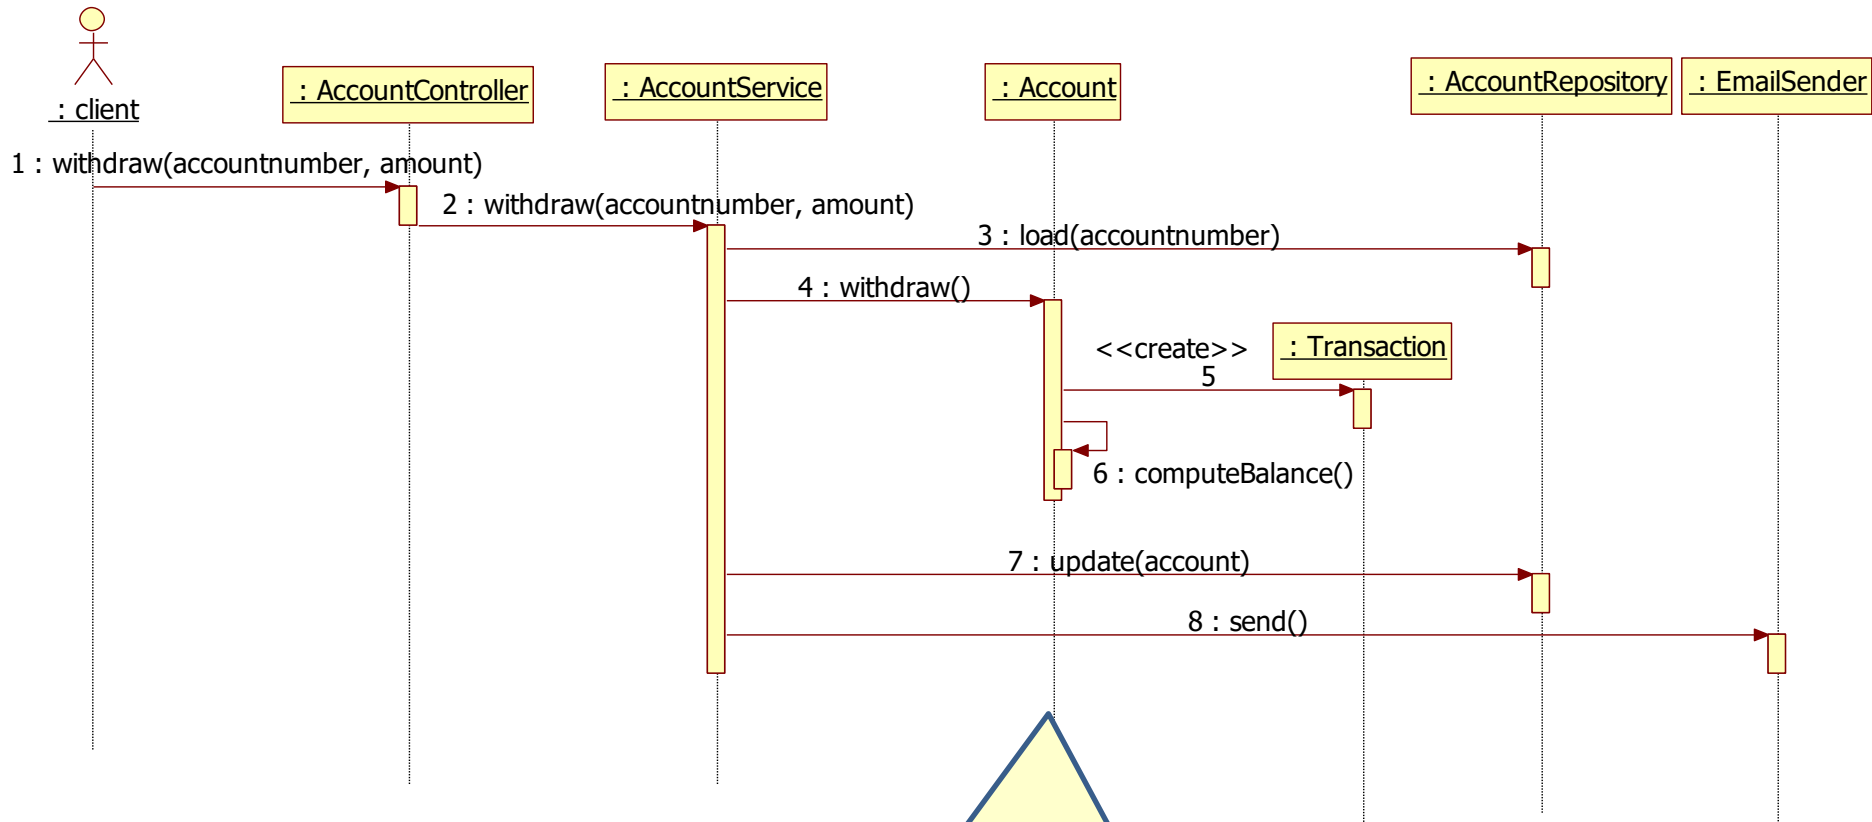 : client
: AccountController
: AccountService
: Account
: AccountRepository
: EmailSender
1 : withdraw(accountnumber, amount)
2 : withdraw(accountnumber, amount)
3 : load(accountnumber)
4 : withdraw()
<<create>>
5
: Transaction
6 : computeBalance()
7 : update(account)
8 : send()